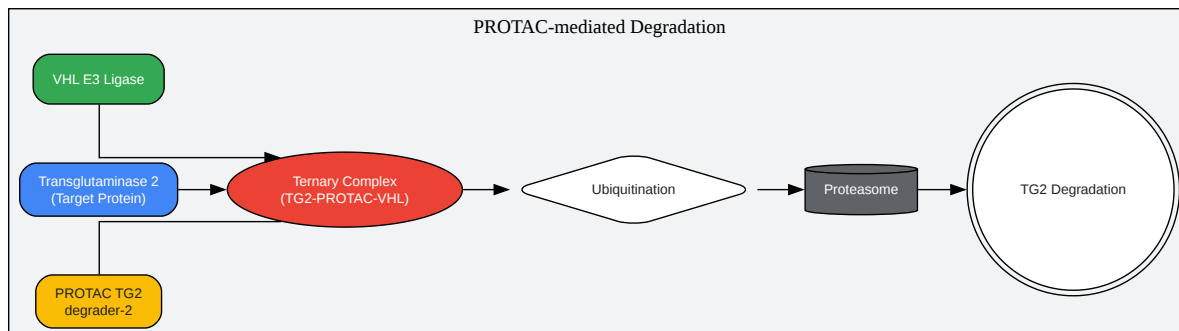 PROTAC-mediated Degradation
VHL E3 Ligase
Transglutaminase 2
(Target Protein)
PROTAC TG2
degrader-2
Ternary Complex
(TG2-PROTAC-VHL)
Ubiquitination
Proteasome
TG2 Degradation